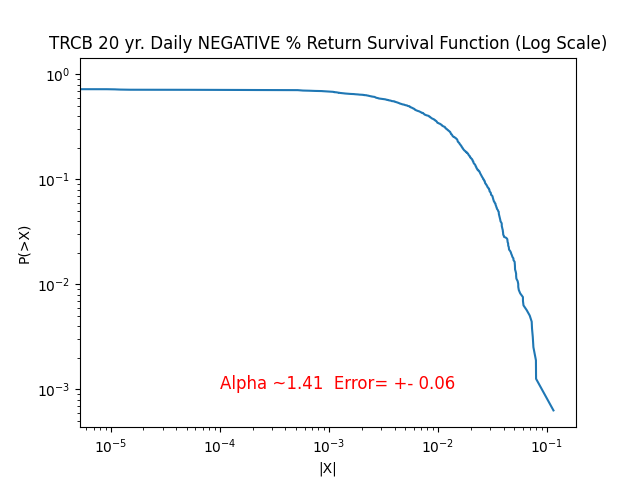 TRCB 20 yr. Daily NEGATIVE % Return Survival Function (Log Scale)
10⁰
10⁻¹
10⁻²
10⁻³
P(>X)
Alpha ~1.41  Error= +- 0.06
10⁻⁵ 10⁻⁴ 10⁻³ 10⁻² 10⁻¹
|X|